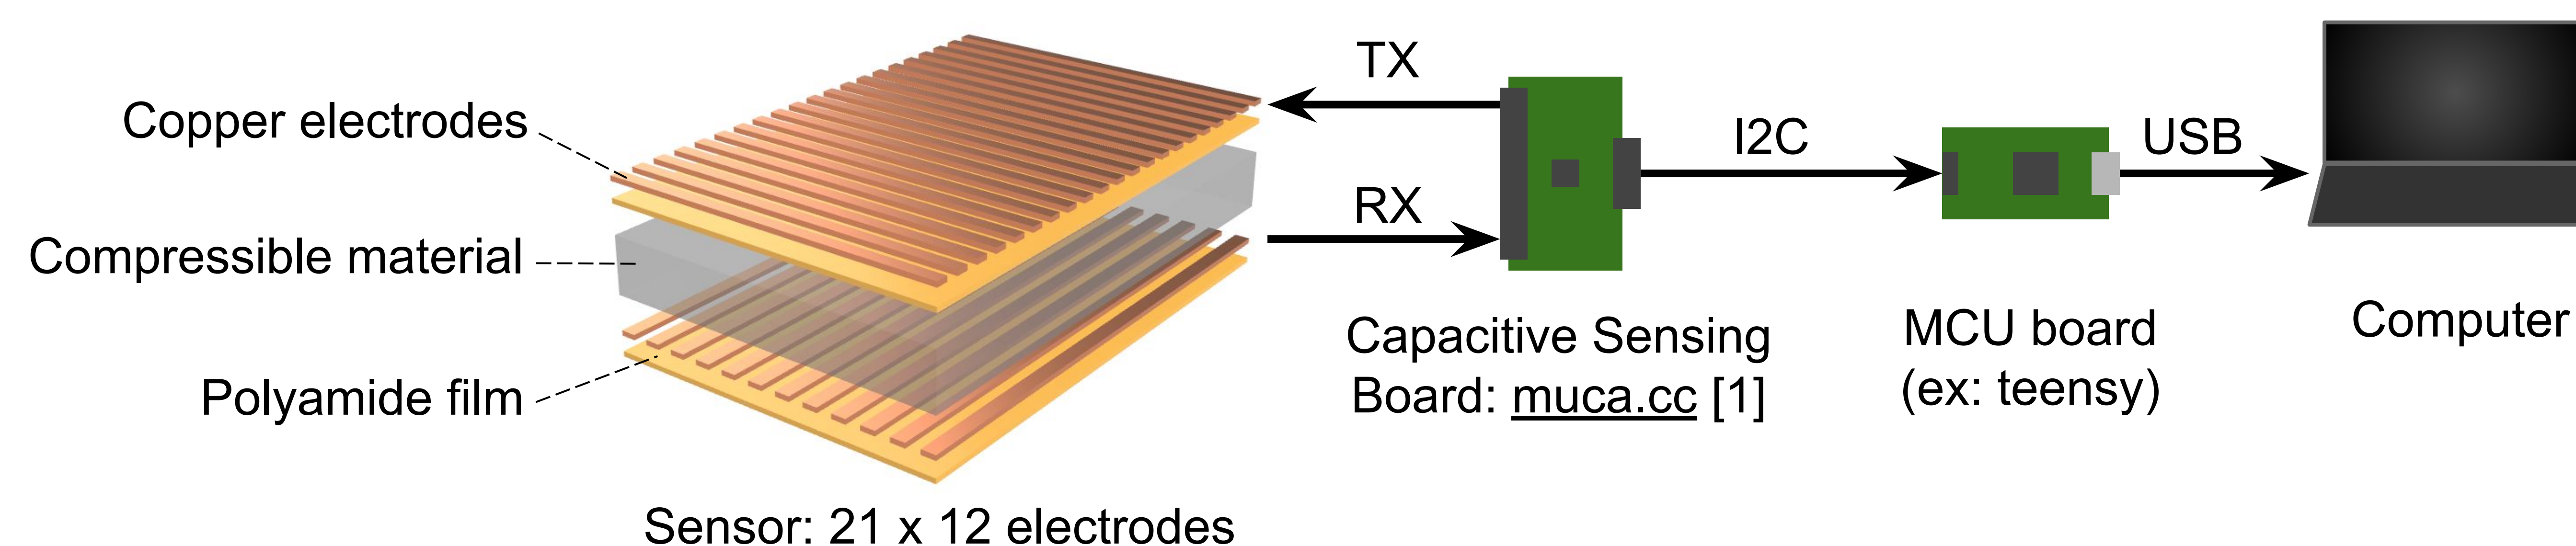 Copper electrodes
Compressible material
Polyamide film
Sensor: 21 x 12 electrodes
TX
RX
Capacitive Sensing
Board: muca.cc [1]
I2C
MCU board
(ex: teensy)
USB
Computer